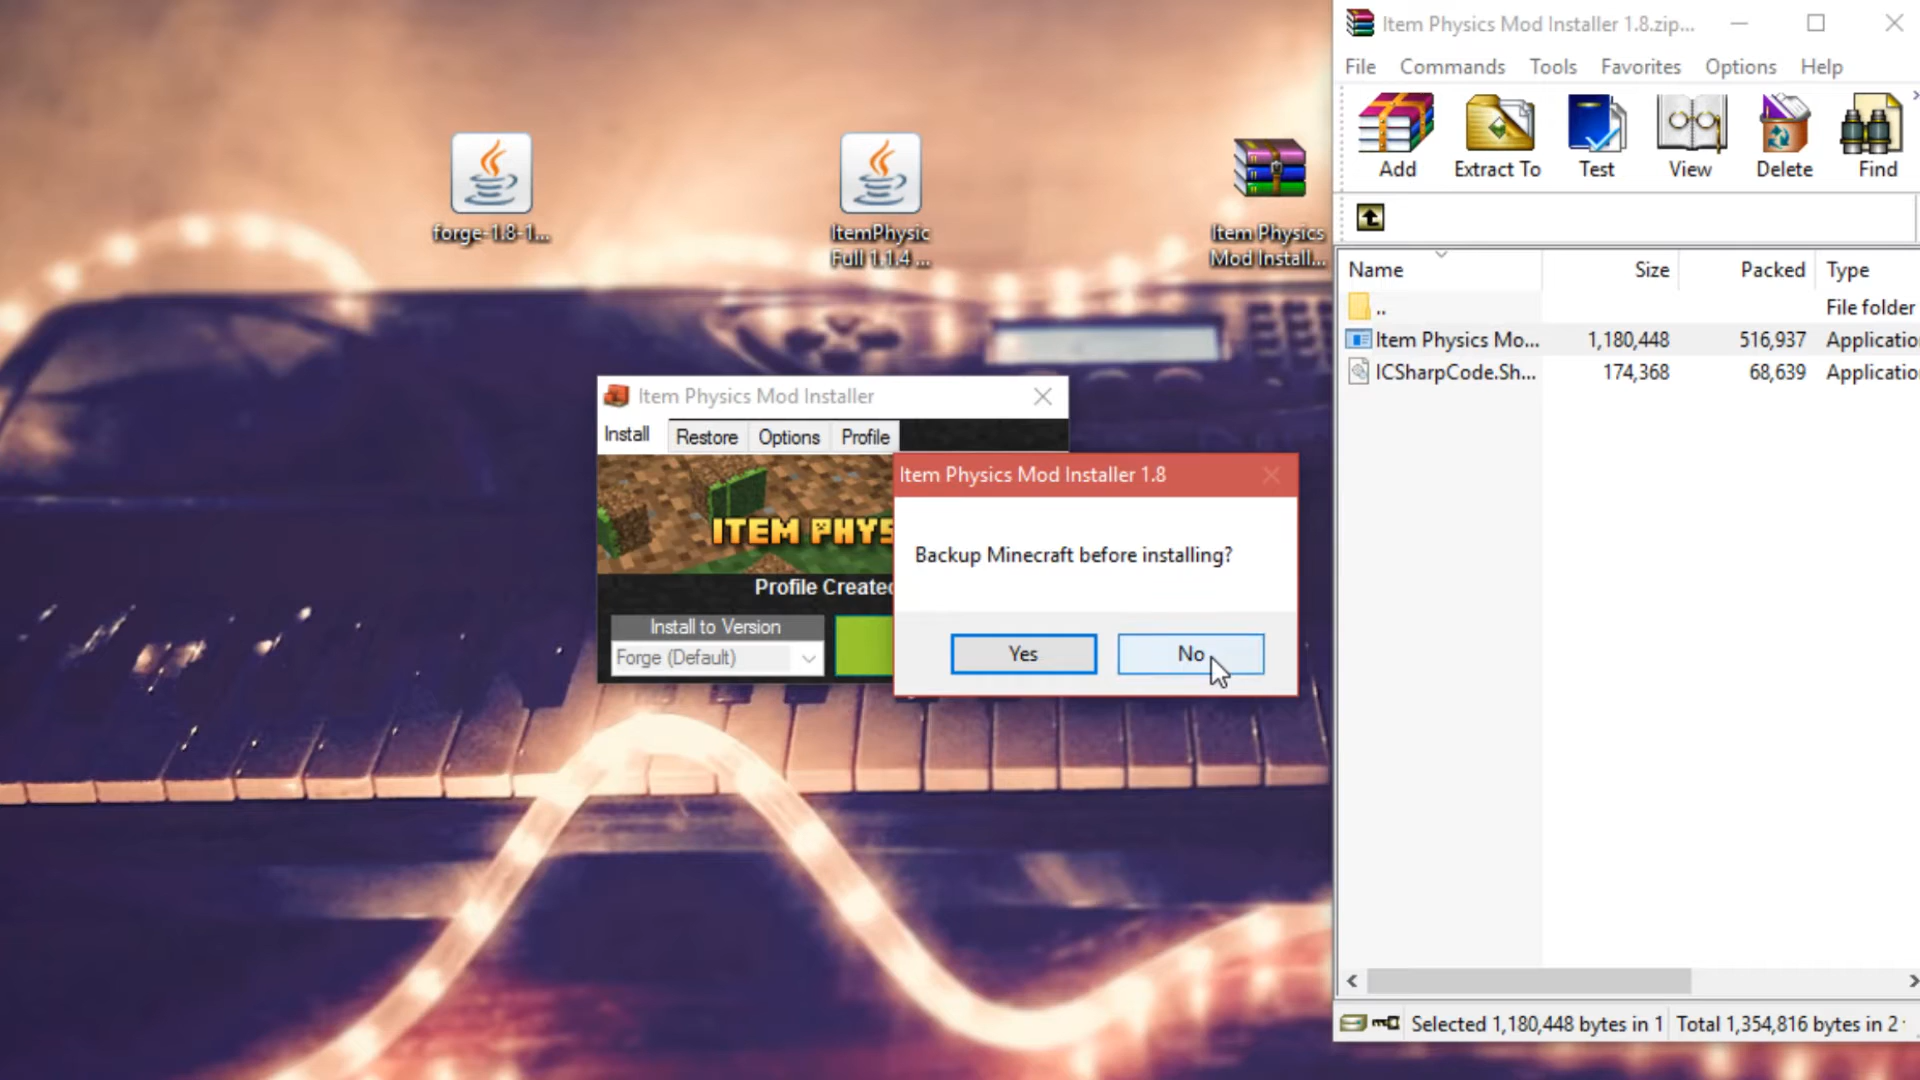 forge-1.8-1...
ItemPhysic
Full 1.1.4 ...
Item Physics
Mod Install...
Item Physics Mod Installer
Install
Restore
Options
Profile
ITEM PHYS
Profile Created
Install to Version
Forge (Default)
Item Physics Mod Installer 1.8
Backup Minecraft before installing?
Yes
No
Item Physics Mod Installer 1.8.zip...
File Commands Tools Favorites Options Help
Add Extract To Test View Delete Find
Name Size Packed Type
.. File folder
Item Physics Mo... 1,180,448 516,937 Applicatio
ICSharpCode.Sh... 174,368 68,639 Applicatio
Selected 1,180,448 bytes in 1
Total 1,354,816 bytes in 2